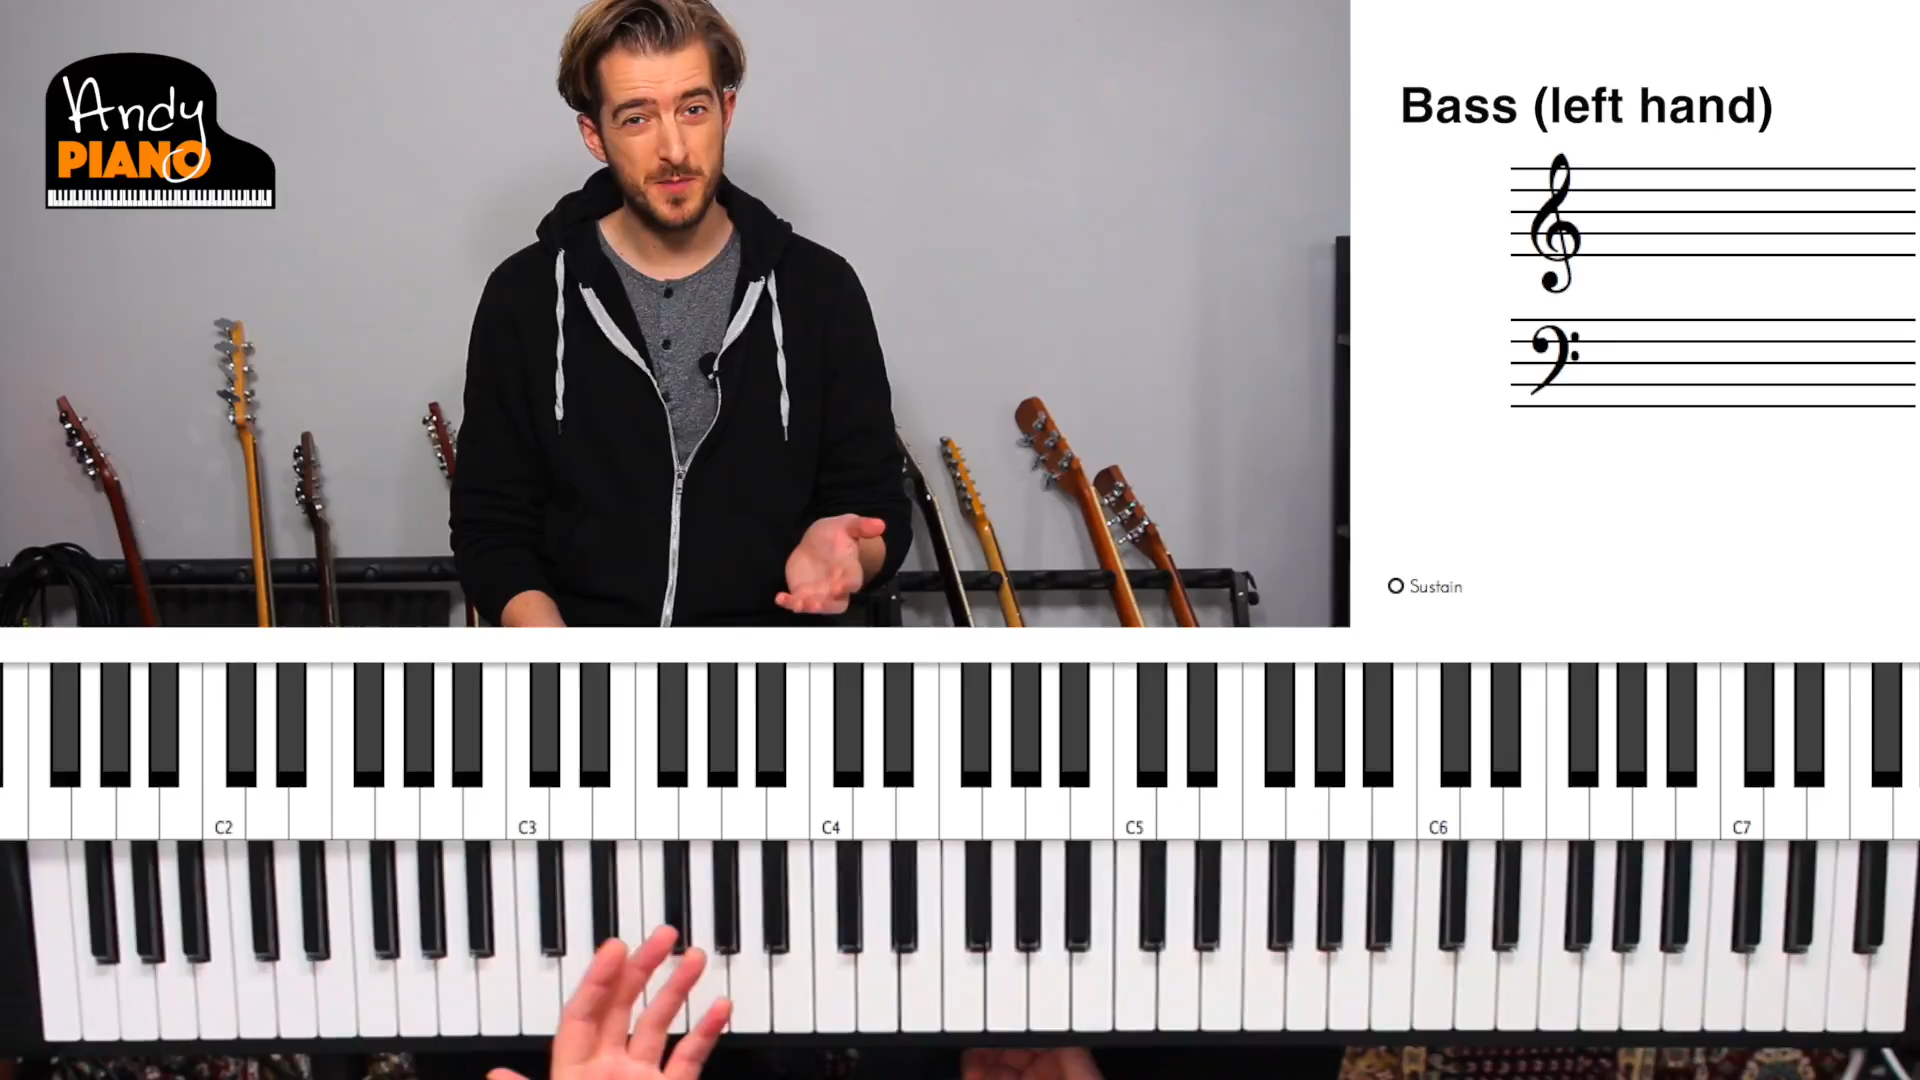 Andy
PIANO
Bass (left hand)
Sustain
C2
C3
C4
C5
C6
C7